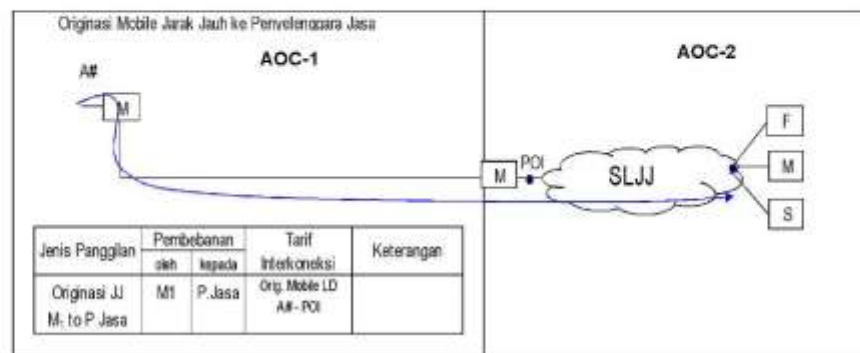 Originasi Mobile Jarak Jauh ke Penyelenggara Jasa
AOC-1
AOC-2
A#
M
F
M
POI
SLJJ
M
S
Jenis Panggilan
Pembebanan
oleh
kepada
Tarif
Interkoneksi
Keterangan
Originasi JJ
M1 to P Jasa
M1
P.Jasa
Orig. Mobile LD
A# - POI